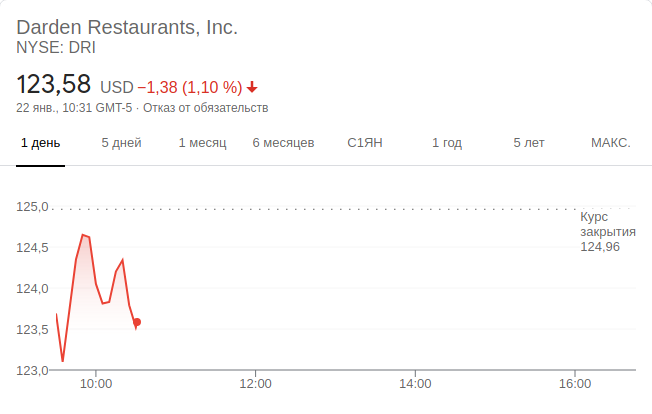 Darden Restaurants, Inc.
NYSE: DRI
123,58 USD −1,38 (1,10 %)
22 янв., 10:31 GMT-5 · Отказ от обязательств
1 день 5 дней 1 месяц 6 месяцев С1ЯН 1 год 5 лет МАКС.
125,0
Курс
закрытия
124,96
124,5
124,0
123,5
123,0
10:00 12:00 14:00 16:00